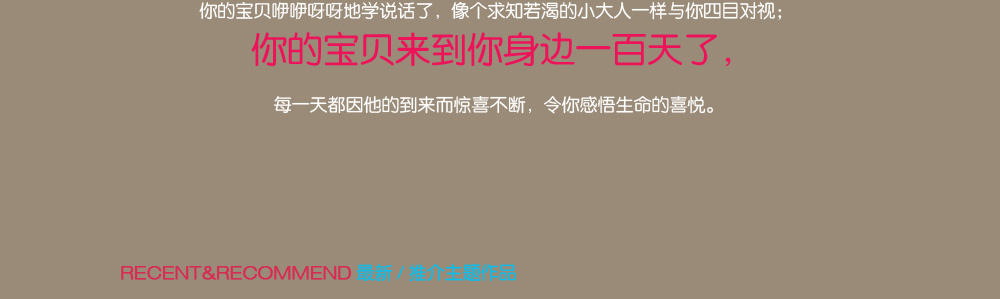 你的宝贝咿咿呀呀地学说话了，像个求知若渴的小大人一样与你四目对视；
你的宝贝来到你身边一百天了，
每一天都因他的到来而惊喜不断，令你感悟生命的喜悦。
RECENT&RECOMMEND 最新 / 推介主题作品